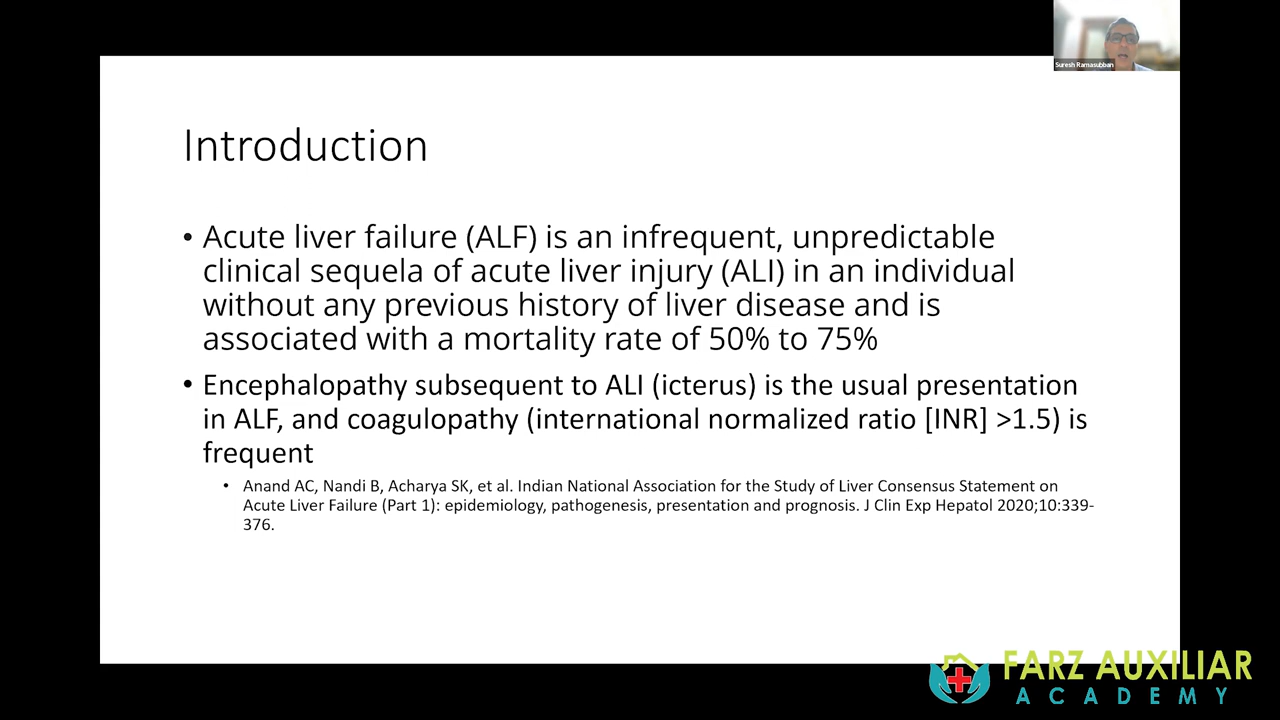 Suresh Ramasubban
Introduction
• Acute liver failure (ALF) is an infrequent, unpredictable
clinical sequela of acute liver injury (ALI) in an individual
without any previous history of liver disease and is
associated with a mortality rate of 50% to 75%
• Encephalopathy subsequent to ALI (icterus) is the usual presentation
in ALF, and coagulopathy (international normalized ratio [INR] >1.5) is
frequent
• Anand AC, Nandi B, Acharya SK, et al. Indian National Association for the Study of Liver Consensus Statement on
Acute Liver Failure (Part 1): epidemiology, pathogenesis, presentation and prognosis. J Clin Exp Hepatol 2020;10:339-
376.
FARZ AUXILIAR
ACADEMY